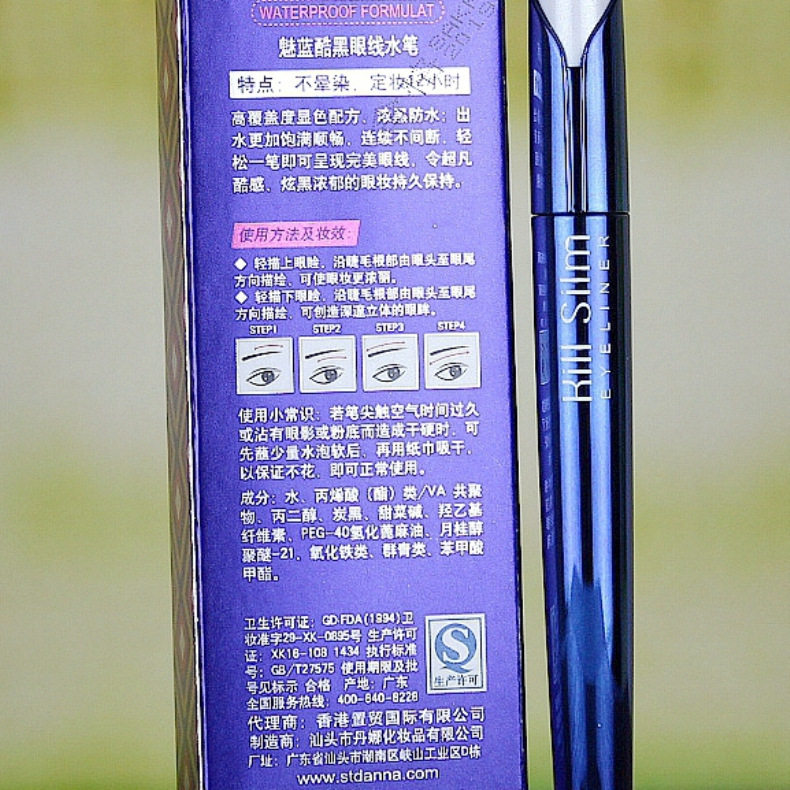 WATERPROOF FORMULAT
魅蓝酷黑眼线水笔
特点：不晕染、定妆12小时
高覆盖度显色配方、浓黑防水；出
水更加饱满顺畅，连续不间断，轻
松一笔即可呈现完美眼线，令超凡
酷感、炫黑浓郁的眼妆持久保持。
使用方法及妆效：
◆ 轻描上眼睑，沿睫毛根部由眼头至眼尾
方向描绘，可使眼妆更浓丽。
◆ 轻描下眼睑，沿睫毛根部由眼头至眼尾
方向描绘，可创造深邃立体的眼眸。
STEP1 STEP2 STEP3 STEP4
使用小常识：若笔尖触空气时间过久
或沾有眼影或粉底而造成干硬时，可
先蘸少量水泡软后、再用纸巾吸干，
以保证不花，即可正常使用。
成分：水、丙烯酸（酯）类/VA 共聚
物、丙二醇、炭黑、甜菜碱、羟乙基
纤维素、PEG-40氢化蓖麻油、月桂醇
聚醚-21、氧化铁类、群青类、苯甲酸
甲酯。
卫生许可证：GD·FDA(1994)卫
妆准字29-XK-0695号 生产许可
证：XK16-108 1434 执行标准
号：GB/T27575 使用期限及批
号见标示 合格 产地：广东
全国服务热线：400-640-8228
生产许可
代理商：香港置贸国际有限公司
制造商：汕头市丹娜化妆品有限公司
厂址：广东省汕头市潮南区峡山工业区D栋
www.stdanna.com
Kill Silm
EYELINER